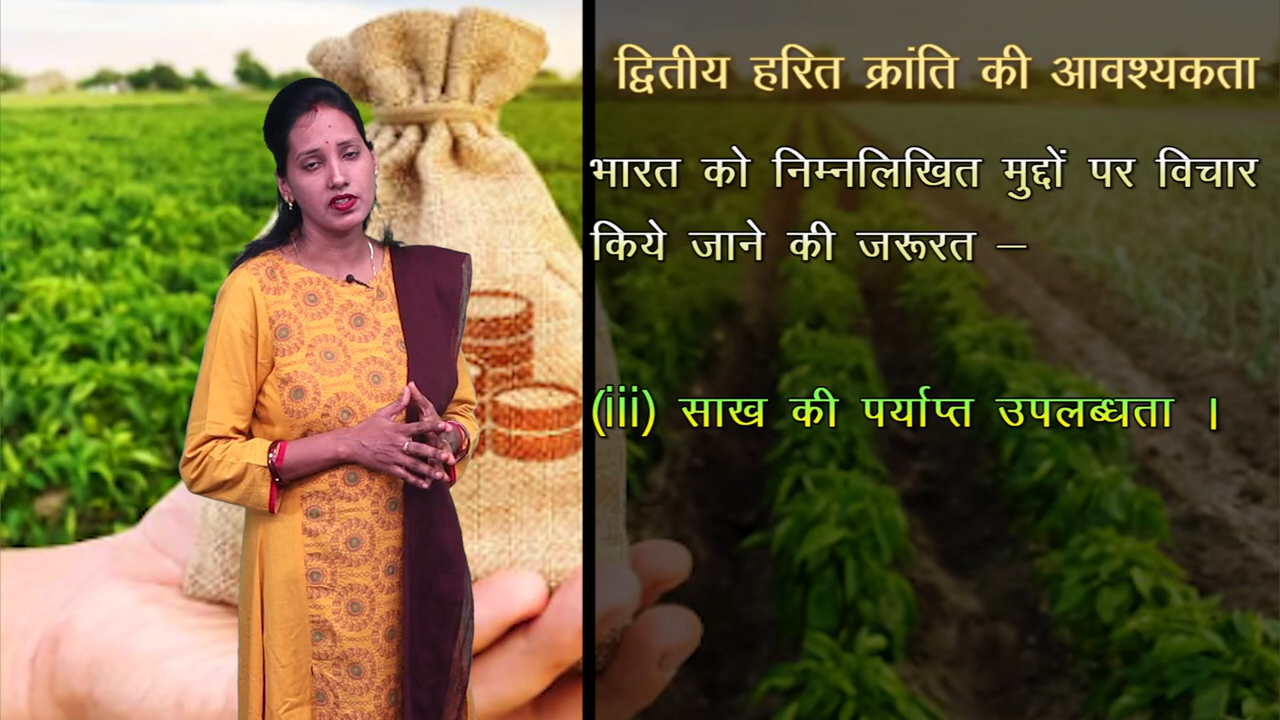 द्वितीय हरित क्रांति की आवश्यकता
भारत को निम्नलिखित मुद्दों पर विचार
किये जाने की जरूरत –
(iii) साख की पर्याप्त उपलब्धता ।